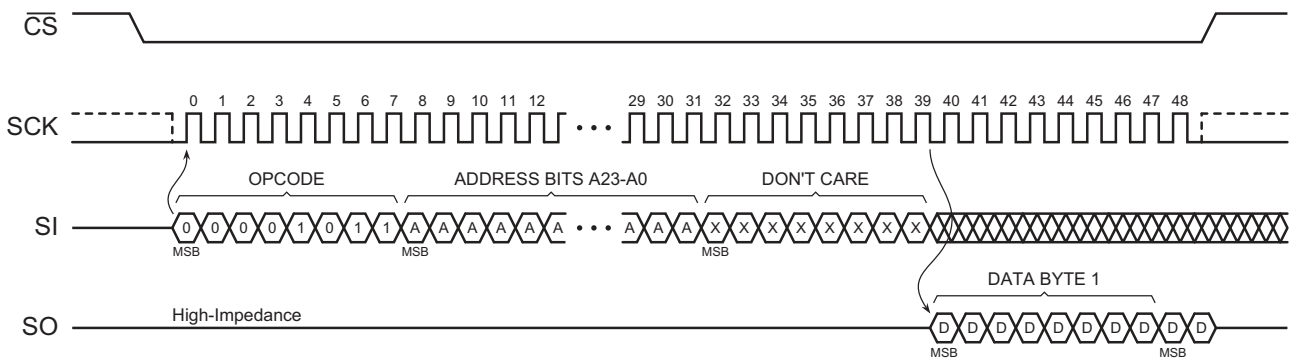 CS
0 1 2 3 4 5 6 7 8 9 10 11 12 29 30 31 32 33 34 35 36 37 38 39 40 41 42 43 44 45 46 47 48
SCK
OPCODE ADDRESS BITS A23-A0 DON'T CARE
SI 0 0 0 0 1 0 1 1 A A A A A A A A A X X X X X X X X
MSB MSB MSB
DATA BYTE 1
High-Impedance
SO D D D D D D D D D D
MSB MSB